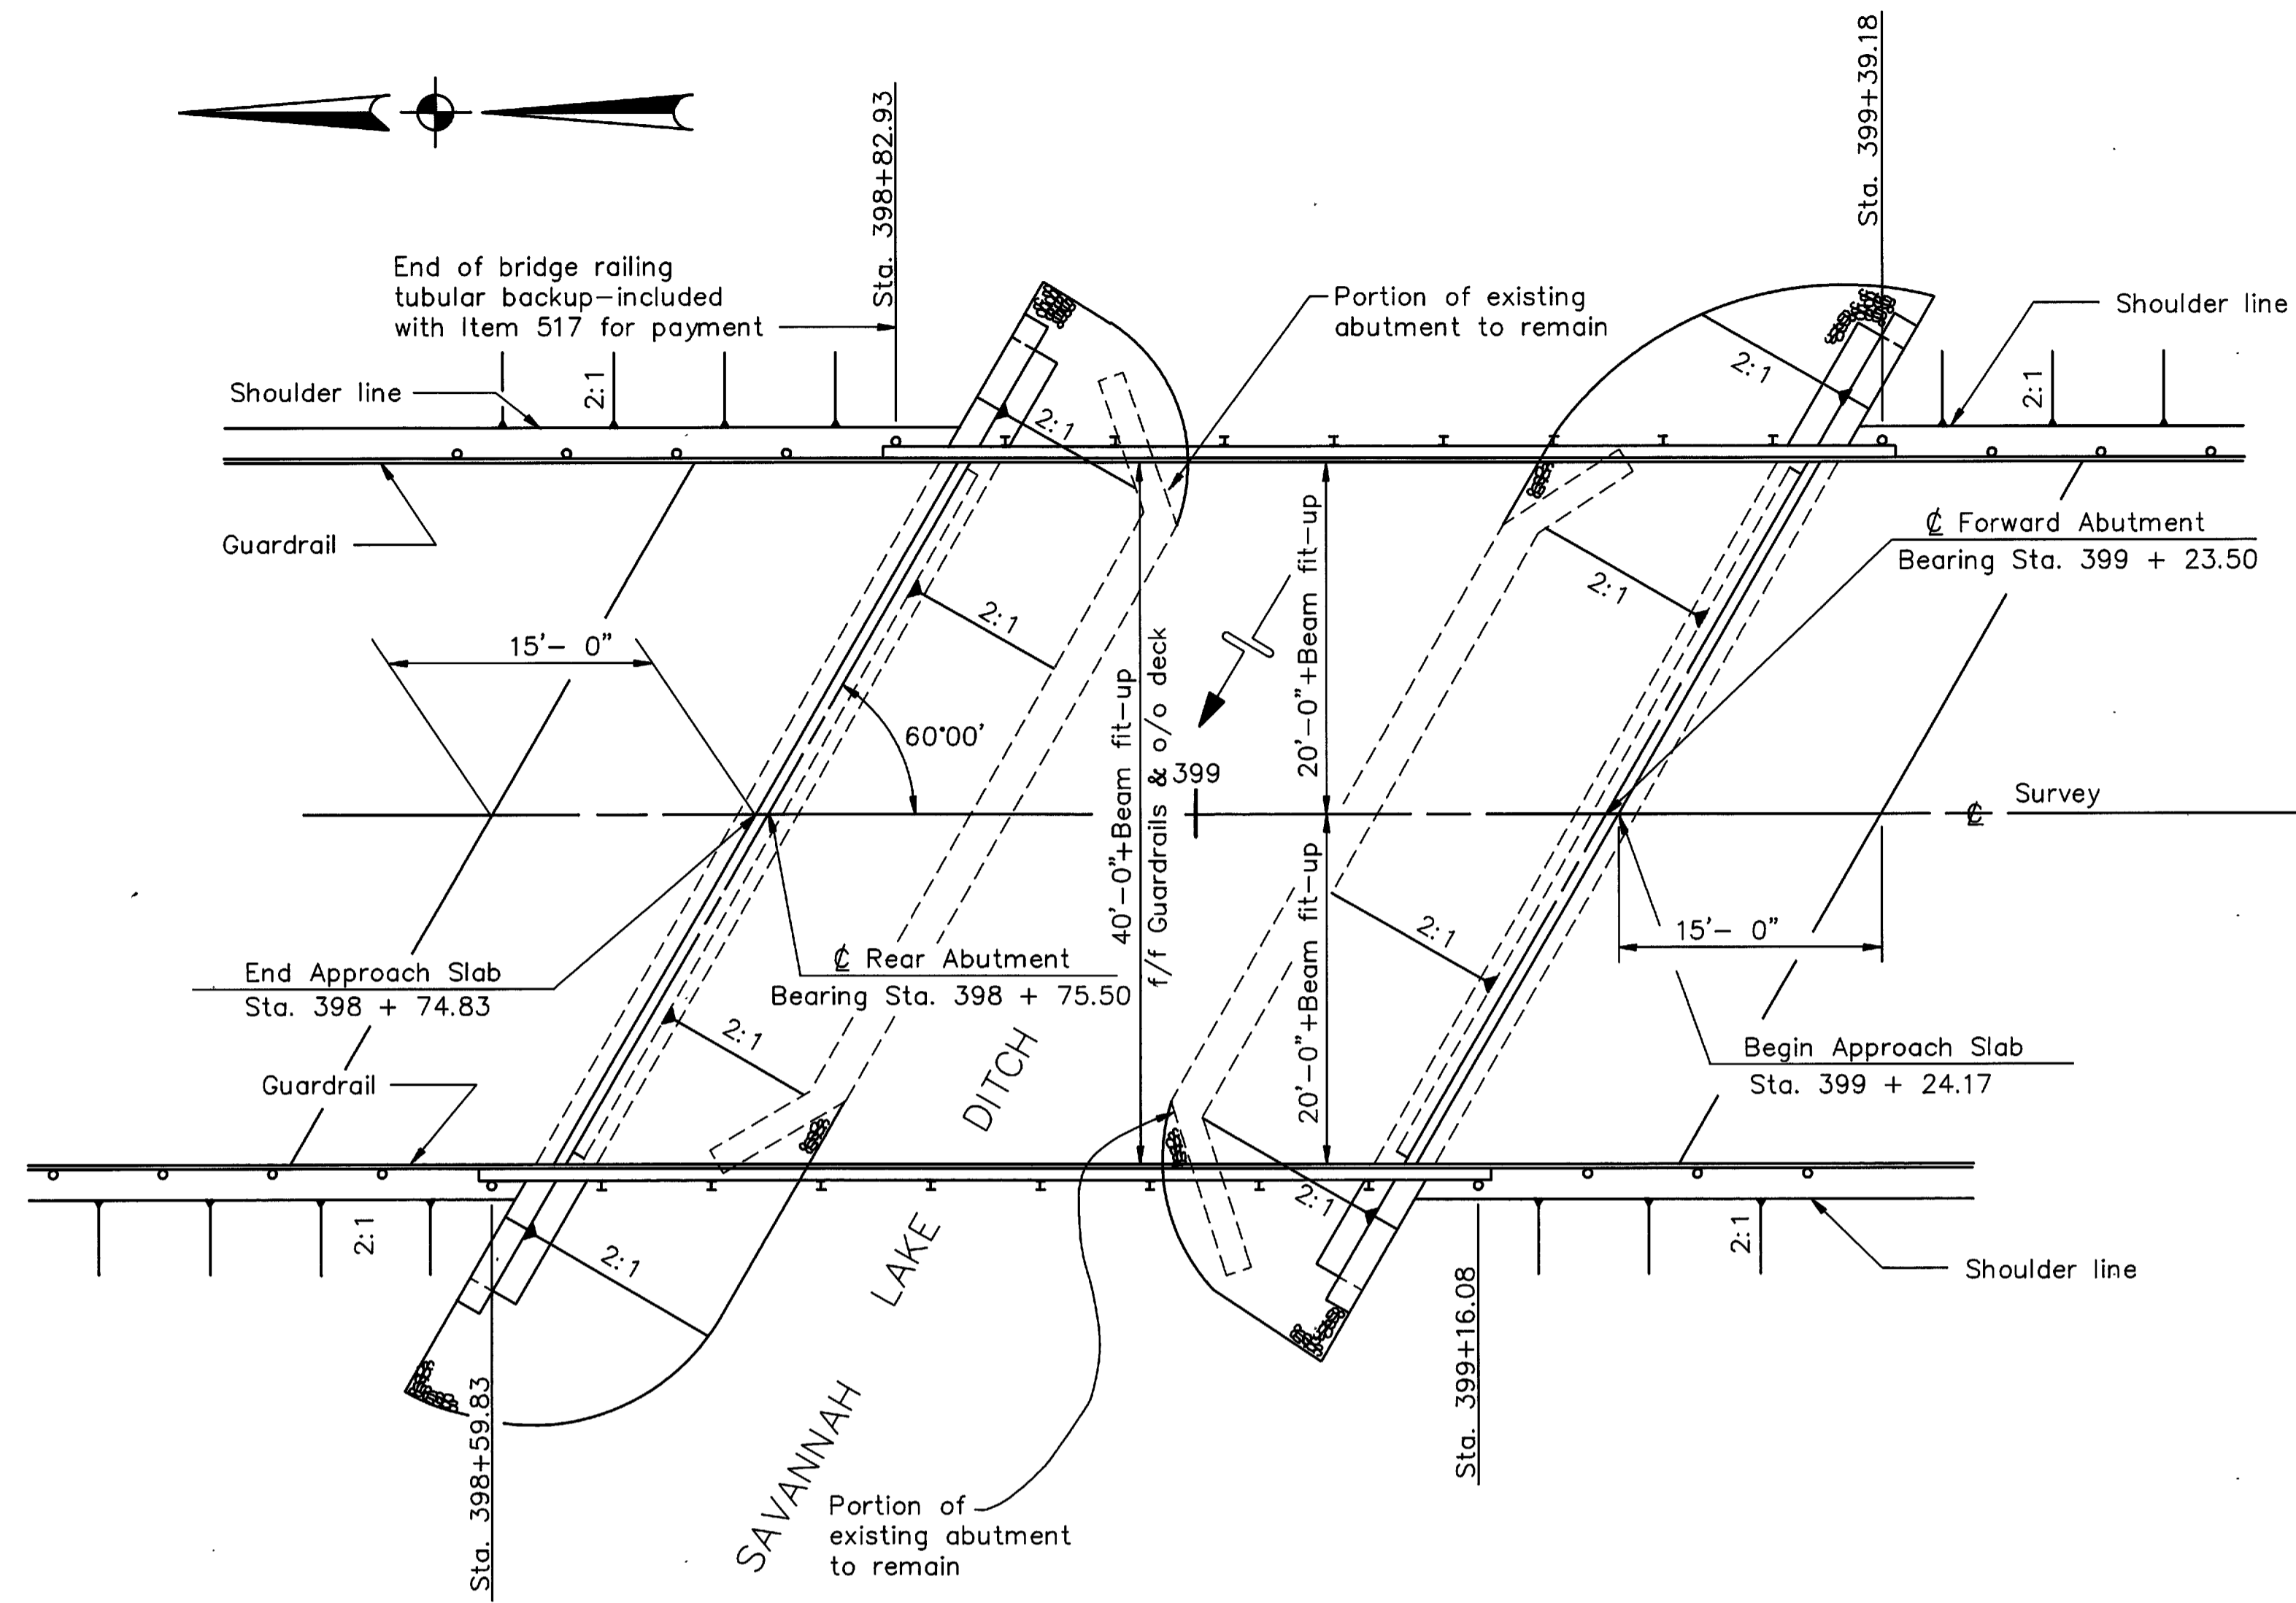 Sta. 398+82.93
Sta. 399+39.18
End of bridge railing
tubular backup-included
with Item 517 for payment
Portion of existing
abutment to remain
Shoulder line
Shoulder line
2:1
2:1
2:1
2:1
Guardrail
℄ Forward Abutment
Bearing Sta. 399 + 23.50
15'- 0"
2:1
2:1
60°00'
40'-0"+Beam fit-up
f/f Guardrails & o/o deck
20'-0"+Beam fit-up
399
℄ Survey
20'-0"+Beam fit-up
End Approach Slab
Sta. 398 + 74.83
℄ Rear Abutment
Bearing Sta. 398 + 75.50
2:1
15'- 0"
2:1
Begin Approach Slab
Sta. 399 + 24.17
Guardrail
SAVANNAH LAKE DITCH
2:1
2:1
2:1
2:1
Shoulder line
Sta. 398+59.83
Sta. 399+16.08
Portion of
existing abutment
to remain